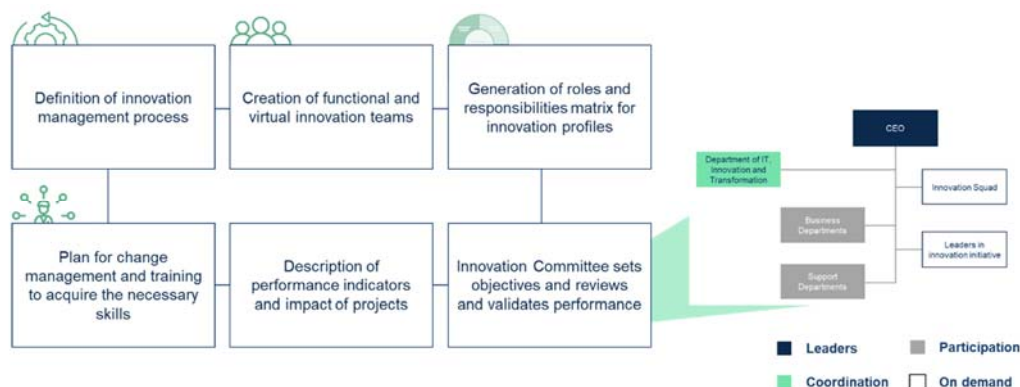 Definition of innovation
management process
Creation of functional and
virtual innovation teams
Generation of roles and
responsibilities matrix for
innovation profiles
Plan for change
management and training
to acquire the necessary
skills
Description of
performance indicators
and impact of projects
Innovation Committee sets
objectives and reviews
and validates performance
CEO
Department of IT,
Innovation and
Transformation
Innovation Squad
Business
Departments
Leaders in
innovation initiative
Support
Departments
Leaders
Participation
Coordination
On demand